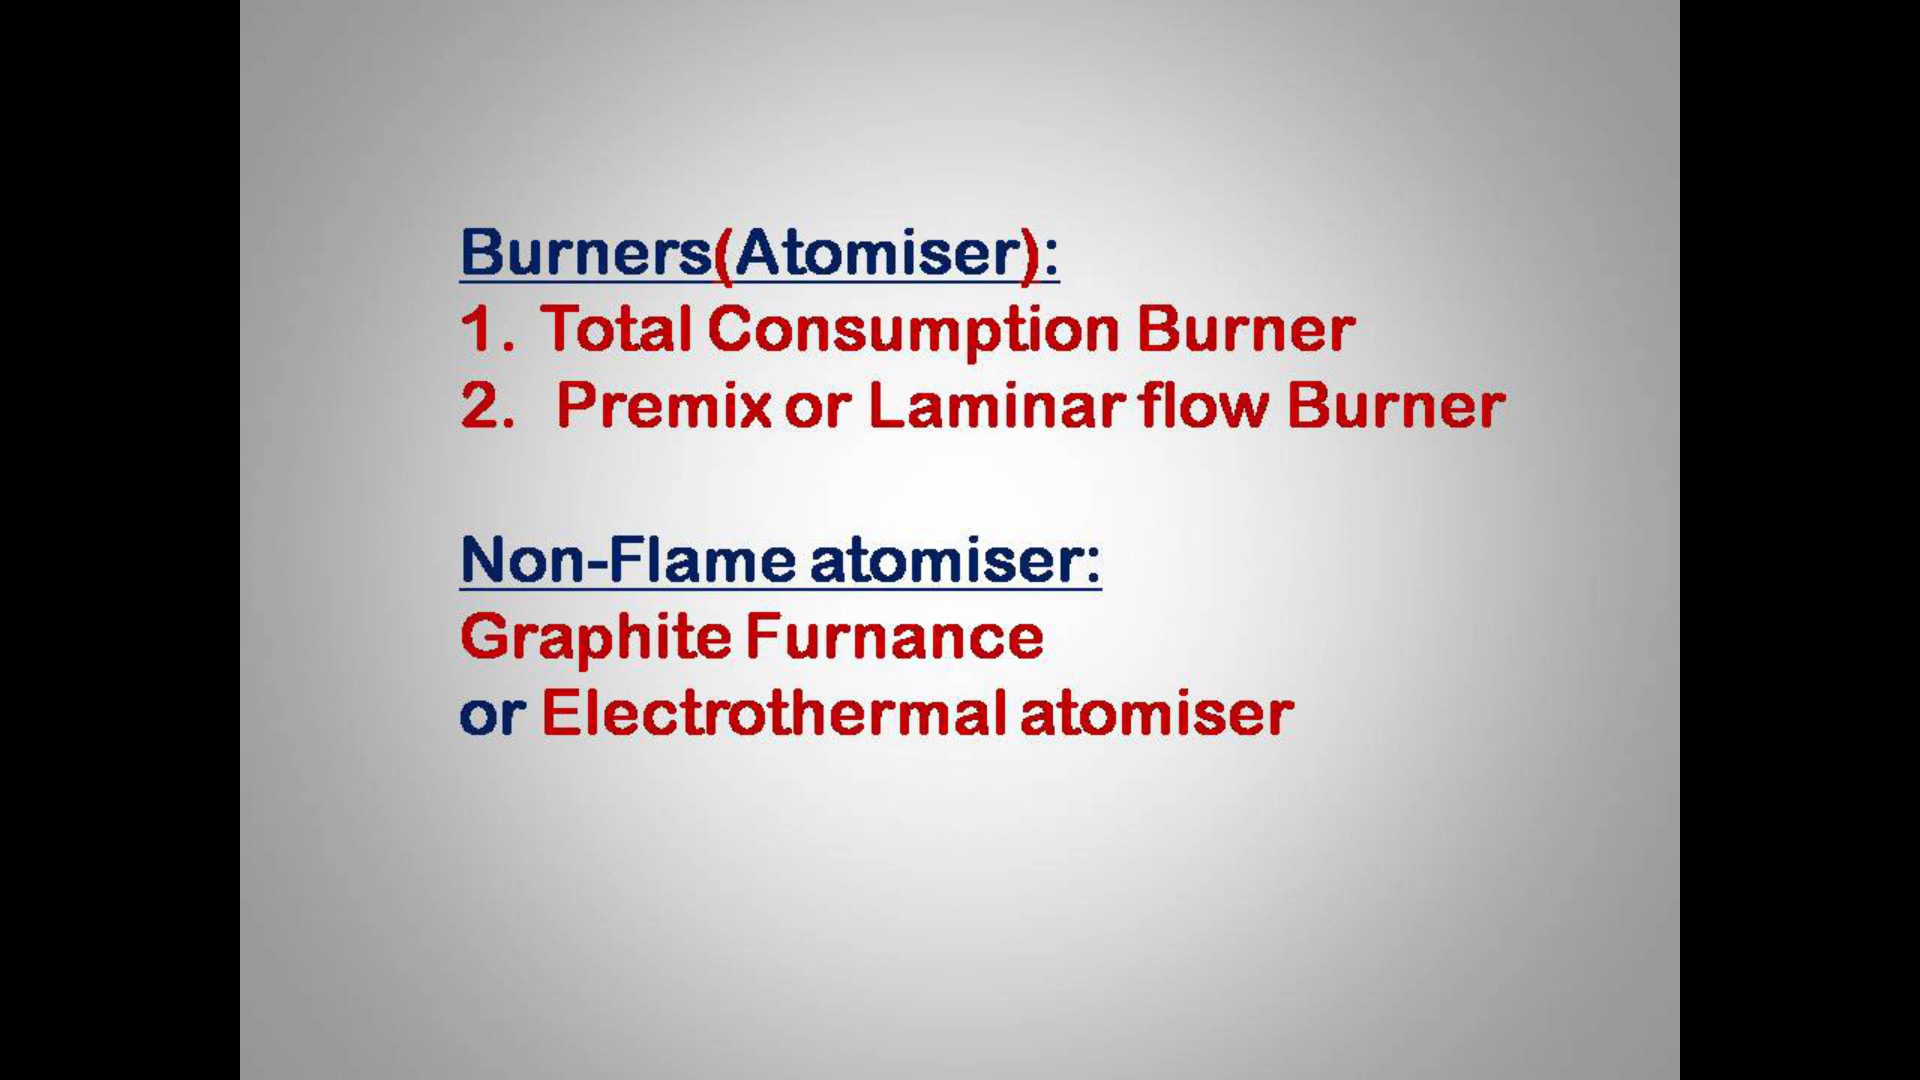 Burners(Atomiser):
1. Total Consumption Burner
2. Premix or Laminar flow Burner
Non-Flame atomiser:
Graphite Furnance
or Electrothermal atomiser